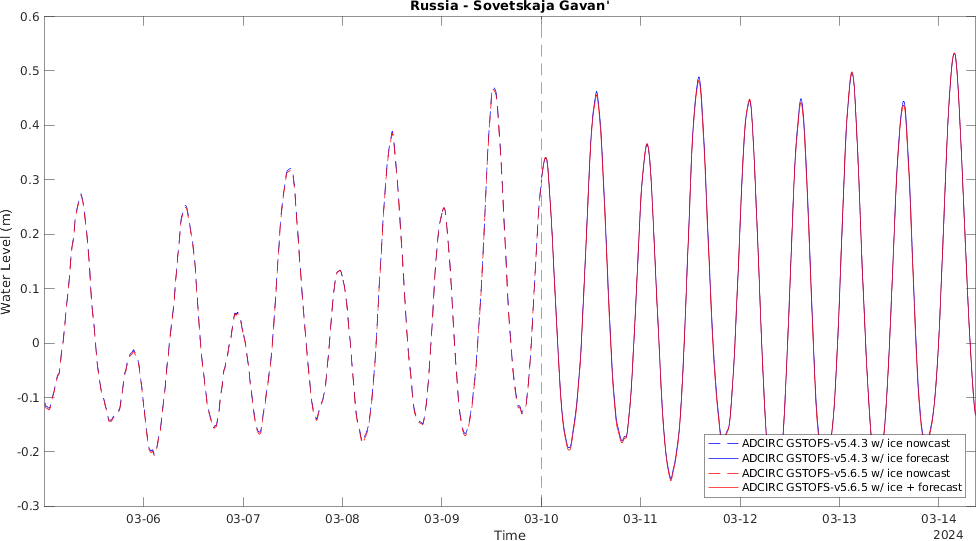 Russia - Sovetskaja Gavan'
0.6
0.5
0.4
0.3
0.2
0.1
0
-0.1
-0.2
-0.3
Water Level (m)
ADCIRC GSTOFS-v5.4.3 w/ ice nowcast
ADCIRC GSTOFS-v5.4.3 w/ ice forecast
ADCIRC GSTOFS-v5.6.5 w/ ice nowcast
ADCIRC GSTOFS-v5.6.5 w/ ice + forecast
03-06 03-07 03-08 03-09 03-10 03-11 03-12 03-13 03-14
Time
2024